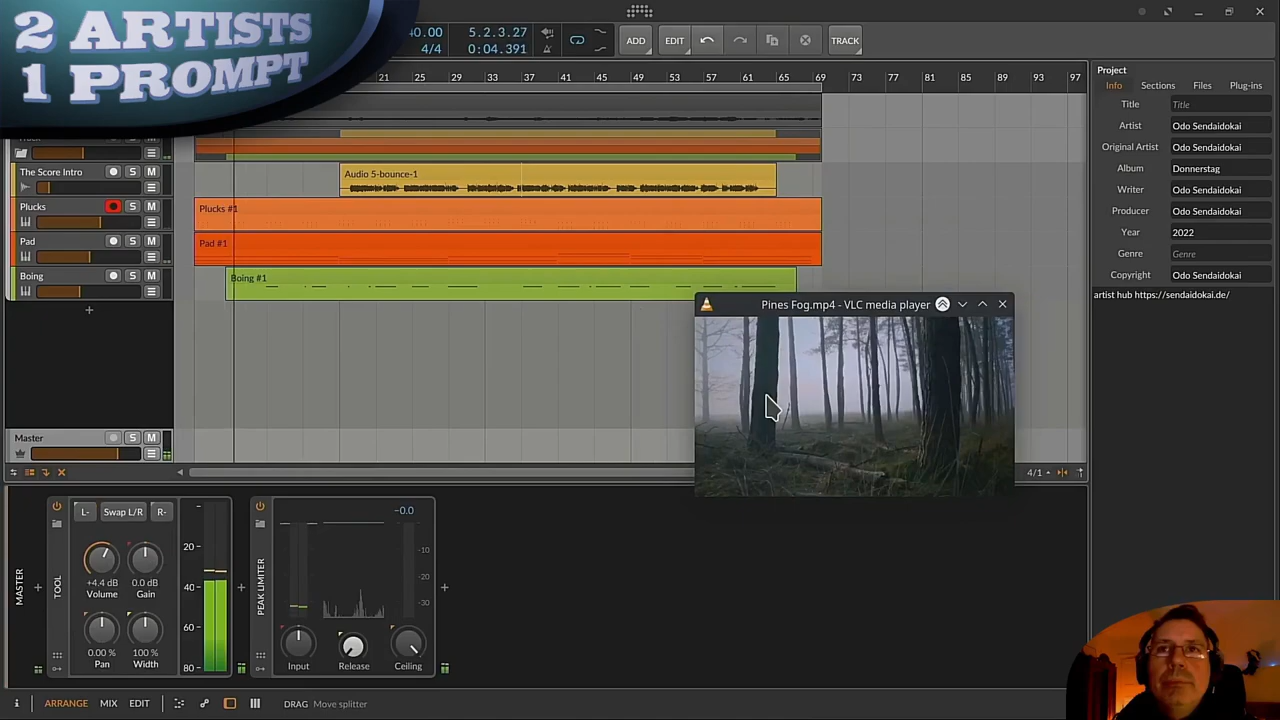 2 ARTISTS
1 PROMPT
40.00
4/4
5.2.3.27
0:04.391
ADD
EDIT
TRACK
21 25 29 33 37 41 45 49 53 57 61 65 69 73 77 81 85 89 93 97
The Score Intro S M
Audio 5-bounce-1
Plucks S M
Plucks #1
Pad S M
Pad #1
Boing S M
Boing #1
+
Master S M
4/1
Pines Fog.mp4 - VLC media player
Project
Info Sections Files Plug-ins
Title Title
Artist Odo Sendaidokai
Original Artist Odo Sendaidokai
Album Donnerstag
Writer Odo Sendaidokai
Producer Odo Sendaidokai
Year 2022
Genre Genre
Copyright Odo Sendaidokai
artist hub https://sendaidokai.de/
MASTER
TOOL
L- Swap L/R R-
+4.4 dB 0.0 dB
Volume Gain
0.00 % 100 %
Pan Width
20
40
60
80
PEAK LIMITER
-0.0
-10
-20
-30
Input Release Ceiling
i ARRANGE MIX EDIT
DRAG Move splitter